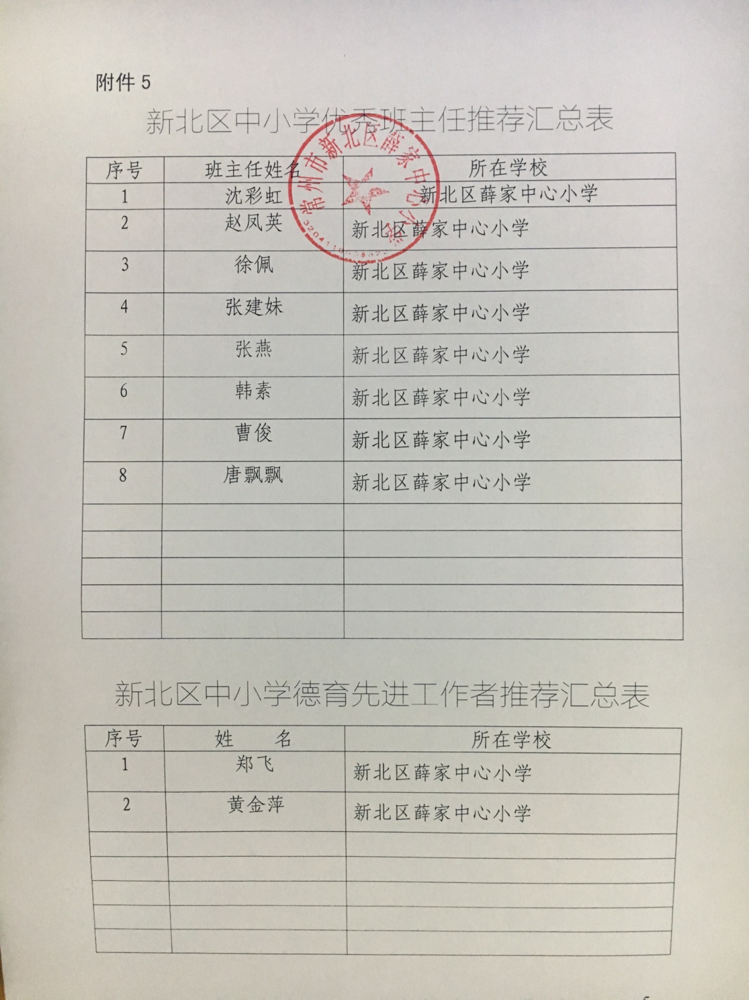 附件 5
新北区中小学优秀班主任推荐汇总表
序号 班主任姓名 所在学校
1 沈彩虹 新北区薛家中心小学
2 赵凤英 新北区薛家中心小学
3 徐佩 新北区薛家中心小学
4 张建妹 新北区薛家中心小学
5 张燕 新北区薛家中心小学
6 韩素 新北区薛家中心小学
7 曹俊 新北区薛家中心小学
8 唐飘飘 新北区薛家中心小学
常州市新北区薛家中心小学
新北区中小学德育先进工作者推荐汇总表
序号 姓 名 所在学校
1 郑飞 新北区薛家中心小学
2 黄金萍 新北区薛家中心小学